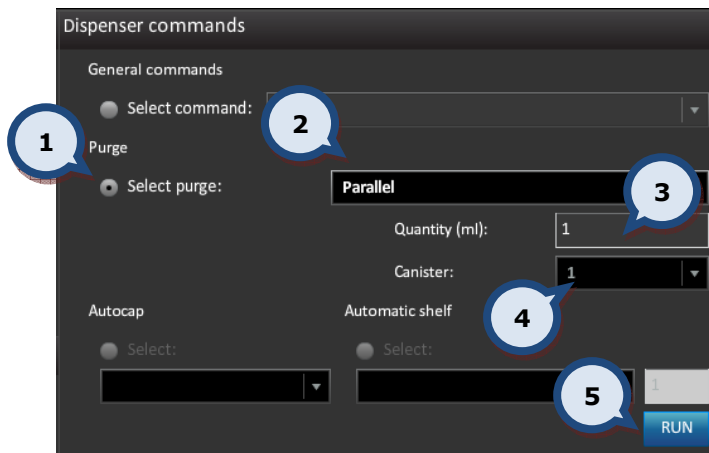 Dispenser commands
General commands
Select command:
2
1
Purge
Select purge:
Parallel
3
Quantity (ml):
1
Canister:
1
Autocap
Automatic shelf
4
Select:
Select:
5
1
RUN